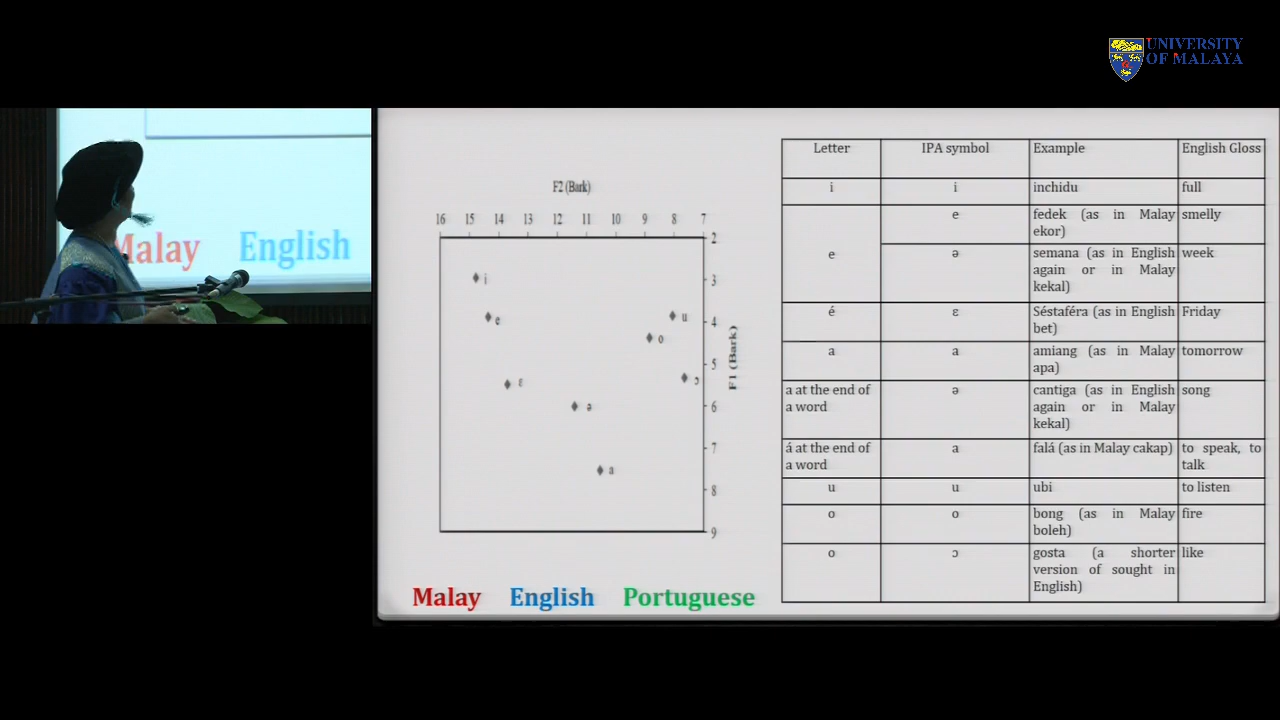 UNIVERSITY
OF MALAYA
Malay English
F2 (Bark)
16 15 14 13 12 11 10 9 8 7
2
3
4
5
6
7
8
9
F1 (Bark)
i
e
u
o
ɛ
ɔ
ə
a
Malay English Portuguese
Letter IPA symbol Example English Gloss
i i inchidu full
e
e fedek (as in Malay smelly
ekor)
ə semana (as in English week
again or in Malay
kekal)
é ɛ Séstaféra (as in English Friday
bet)
a a amiang (as in Malay tomorrow
apa)
a at the end of ə cantiga (as in English song
a word again or in Malay
kekal)
á at the end of a falá (as in Malay cakap) to speak, to
a word talk
u u ubi to listen
o o bong (as in Malay fire
boleh)
o ɔ gosta (a shorter like
version of sought in
English)